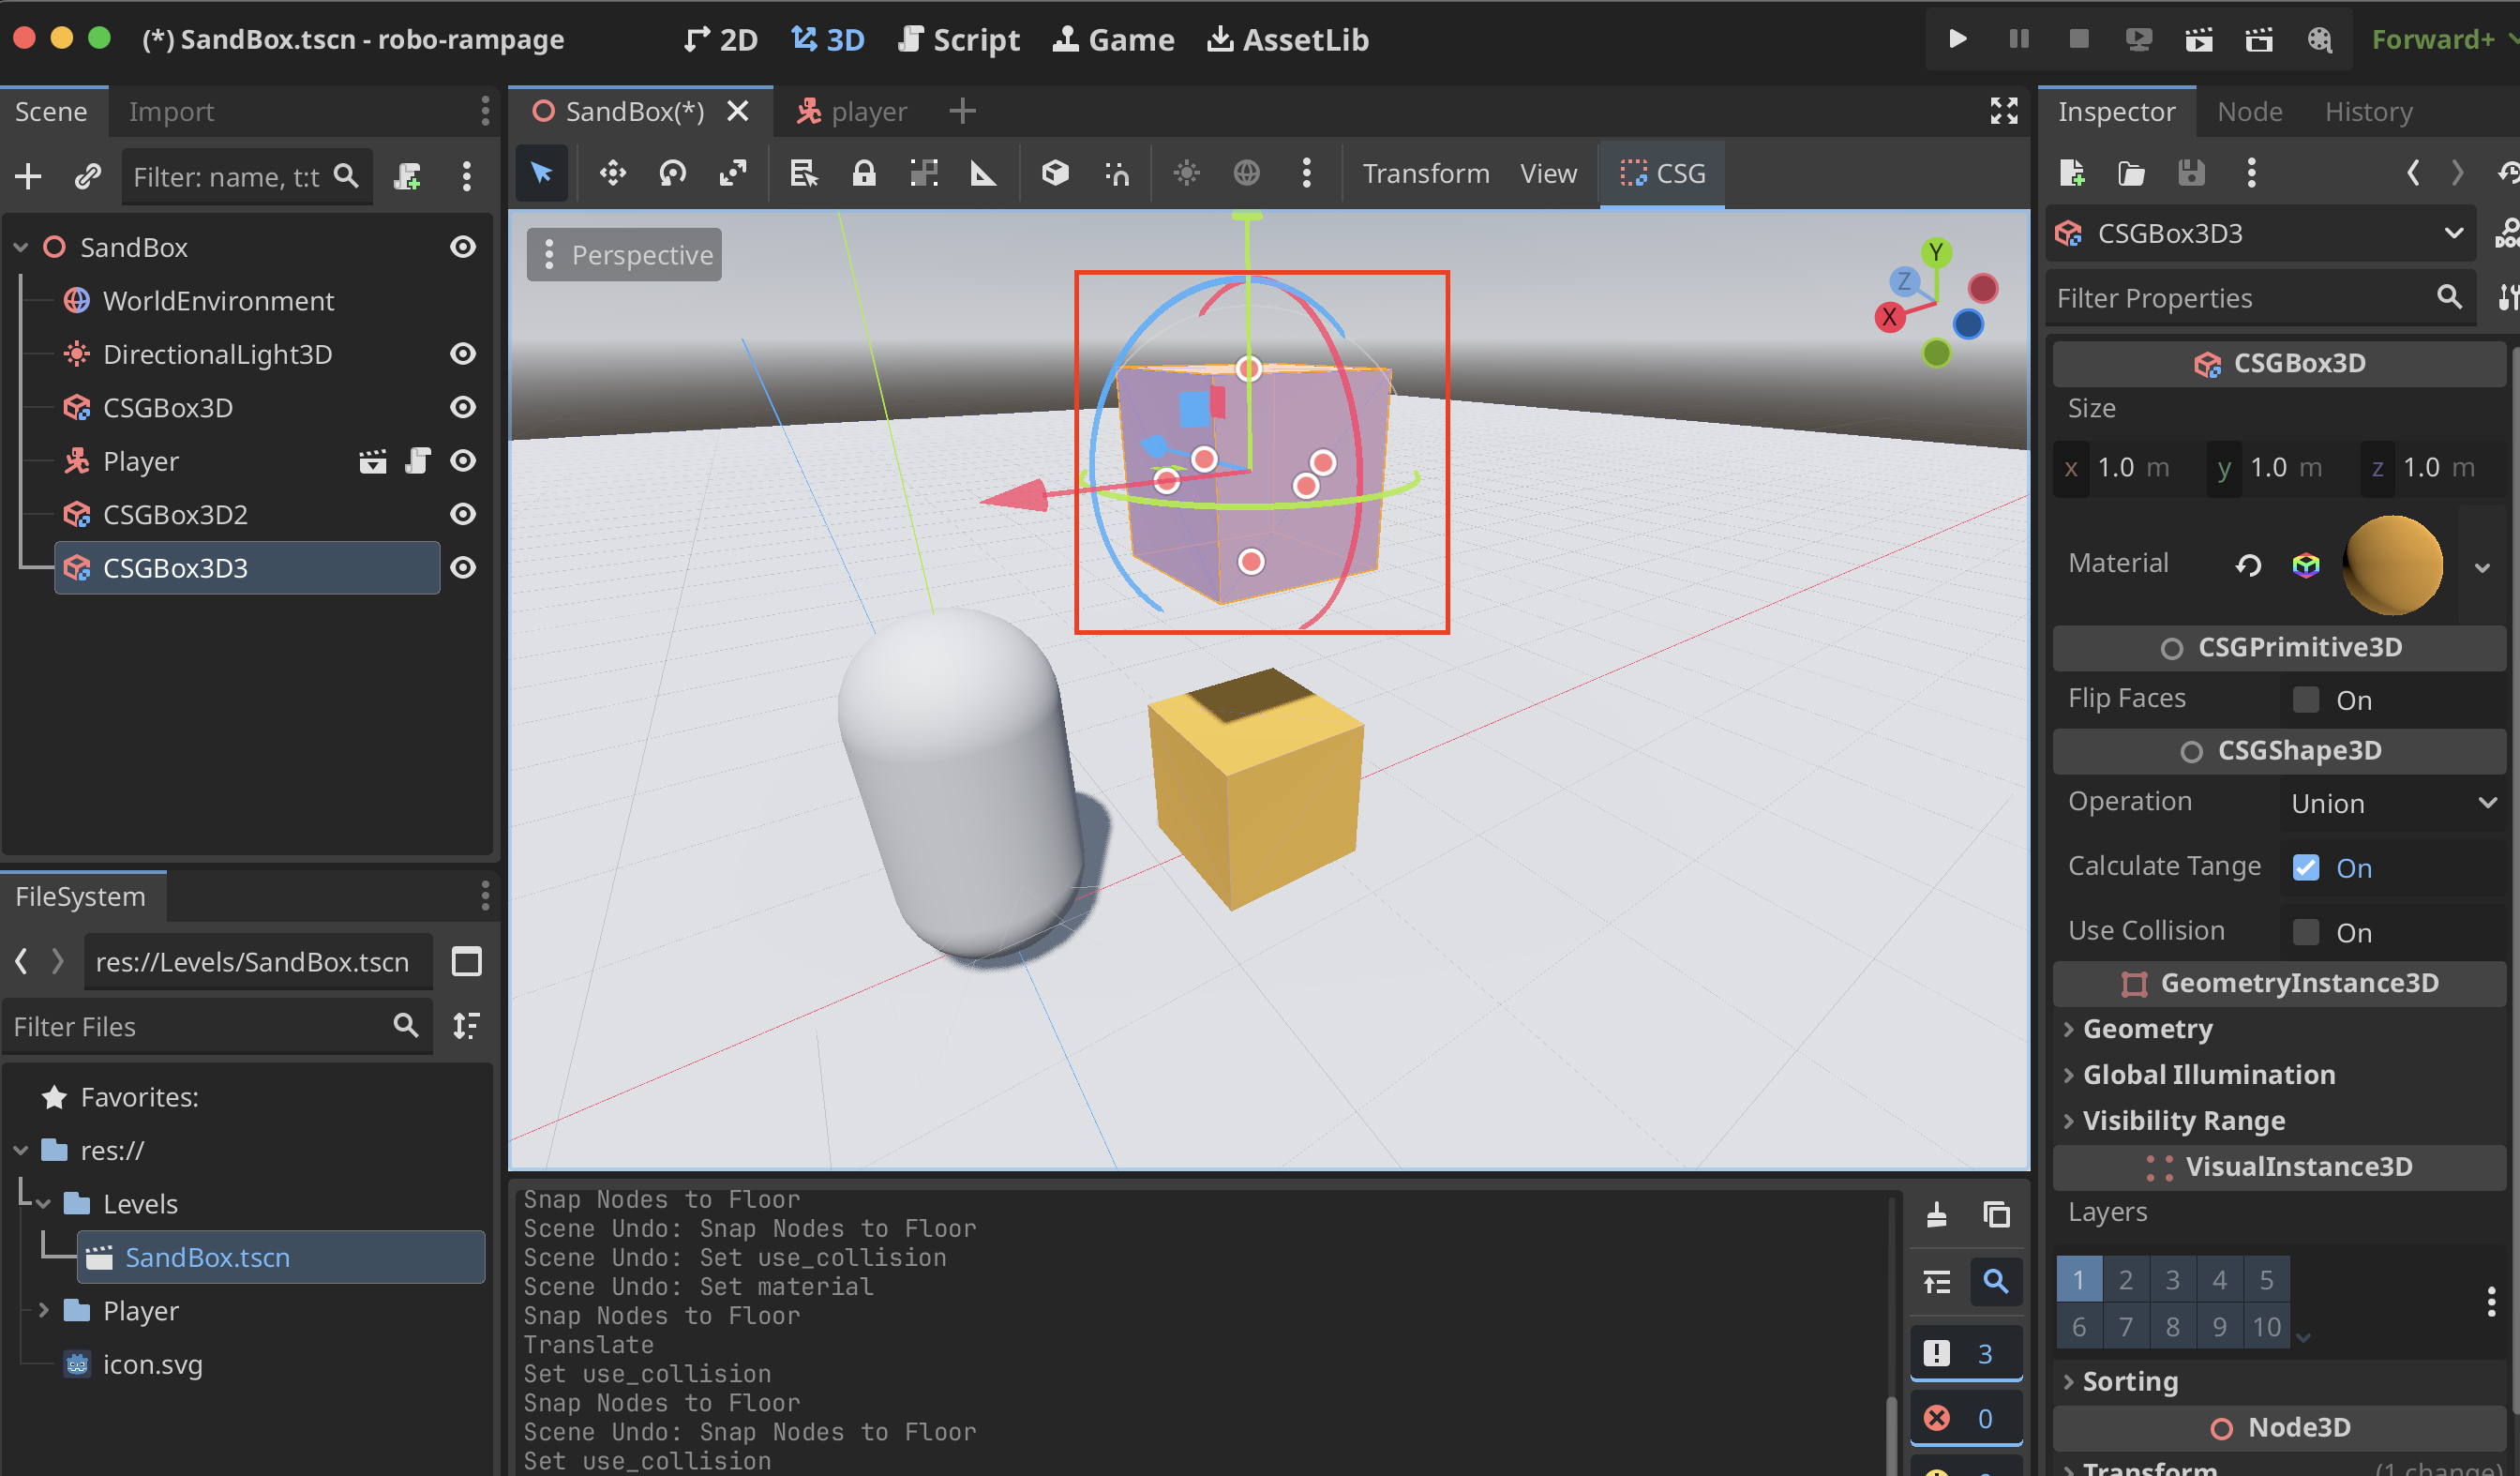 (*) SandBox.tscn - robo-rampage
2D
3D
Script
Game
AssetLib
Forward+
Scene
Import
Filter: name, t:t
SandBox
WorldEnvironment
DirectionalLight3D
CSGBox3D
Player
CSGBox3D2
CSGBox3D3
FileSystem
res://Levels/SandBox.tscn
Filter Files
Favorites:
res://
Levels
SandBox.tscn
Player
icon.svg
SandBox(*)
player
Transform
View
CSG
Perspective
Y
Z
X
Snap Nodes to Floor
Scene Undo: Snap Nodes to Floor
Scene Undo: Set use_collision
Scene Undo: Set material
Snap Nodes to Floor
Translate
Set use_collision
Snap Nodes to Floor
Scene Undo: Snap Nodes to Floor
Set use_collision
3
0
Inspector
Node
History
CSGBox3D3
Filter Properties
CSGBox3D
Size
x 1.0 m y 1.0 m z 1.0 m
Material
CSGPrimitive3D
Flip Faces On
CSGShape3D
Operation Union
Calculate Tange On
Use Collision On
GeometryInstance3D
Geometry
Global Illumination
Visibility Range
VisualInstance3D
Layers
1 2 3 4 5
6 7 8 9 10
Sorting
Node3D
Transform (1 change)